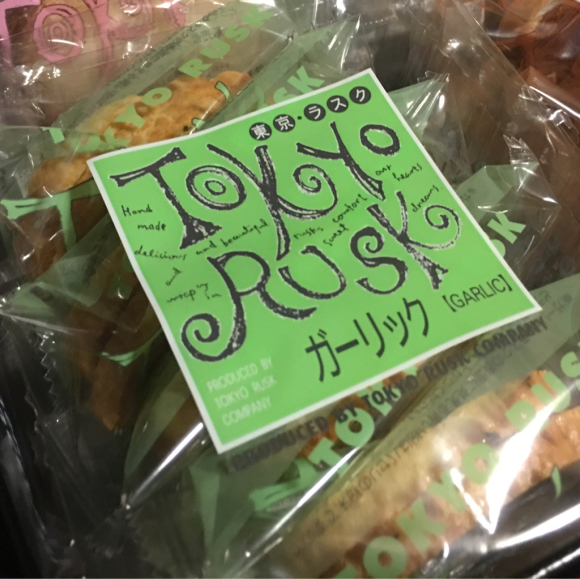 東京・ラスク
TOKYO
RUSK
Hand
made
delicious and beautiful rusks comfort our hearts
and sweet dreams
ガーリック
【GARLIC】
PRODUCED BY
TOKYO RUSK
COMPANY
PRODUCED BY TOKYO RUSK COMPANY
TOKYO RUSK
TOKYO RUSK